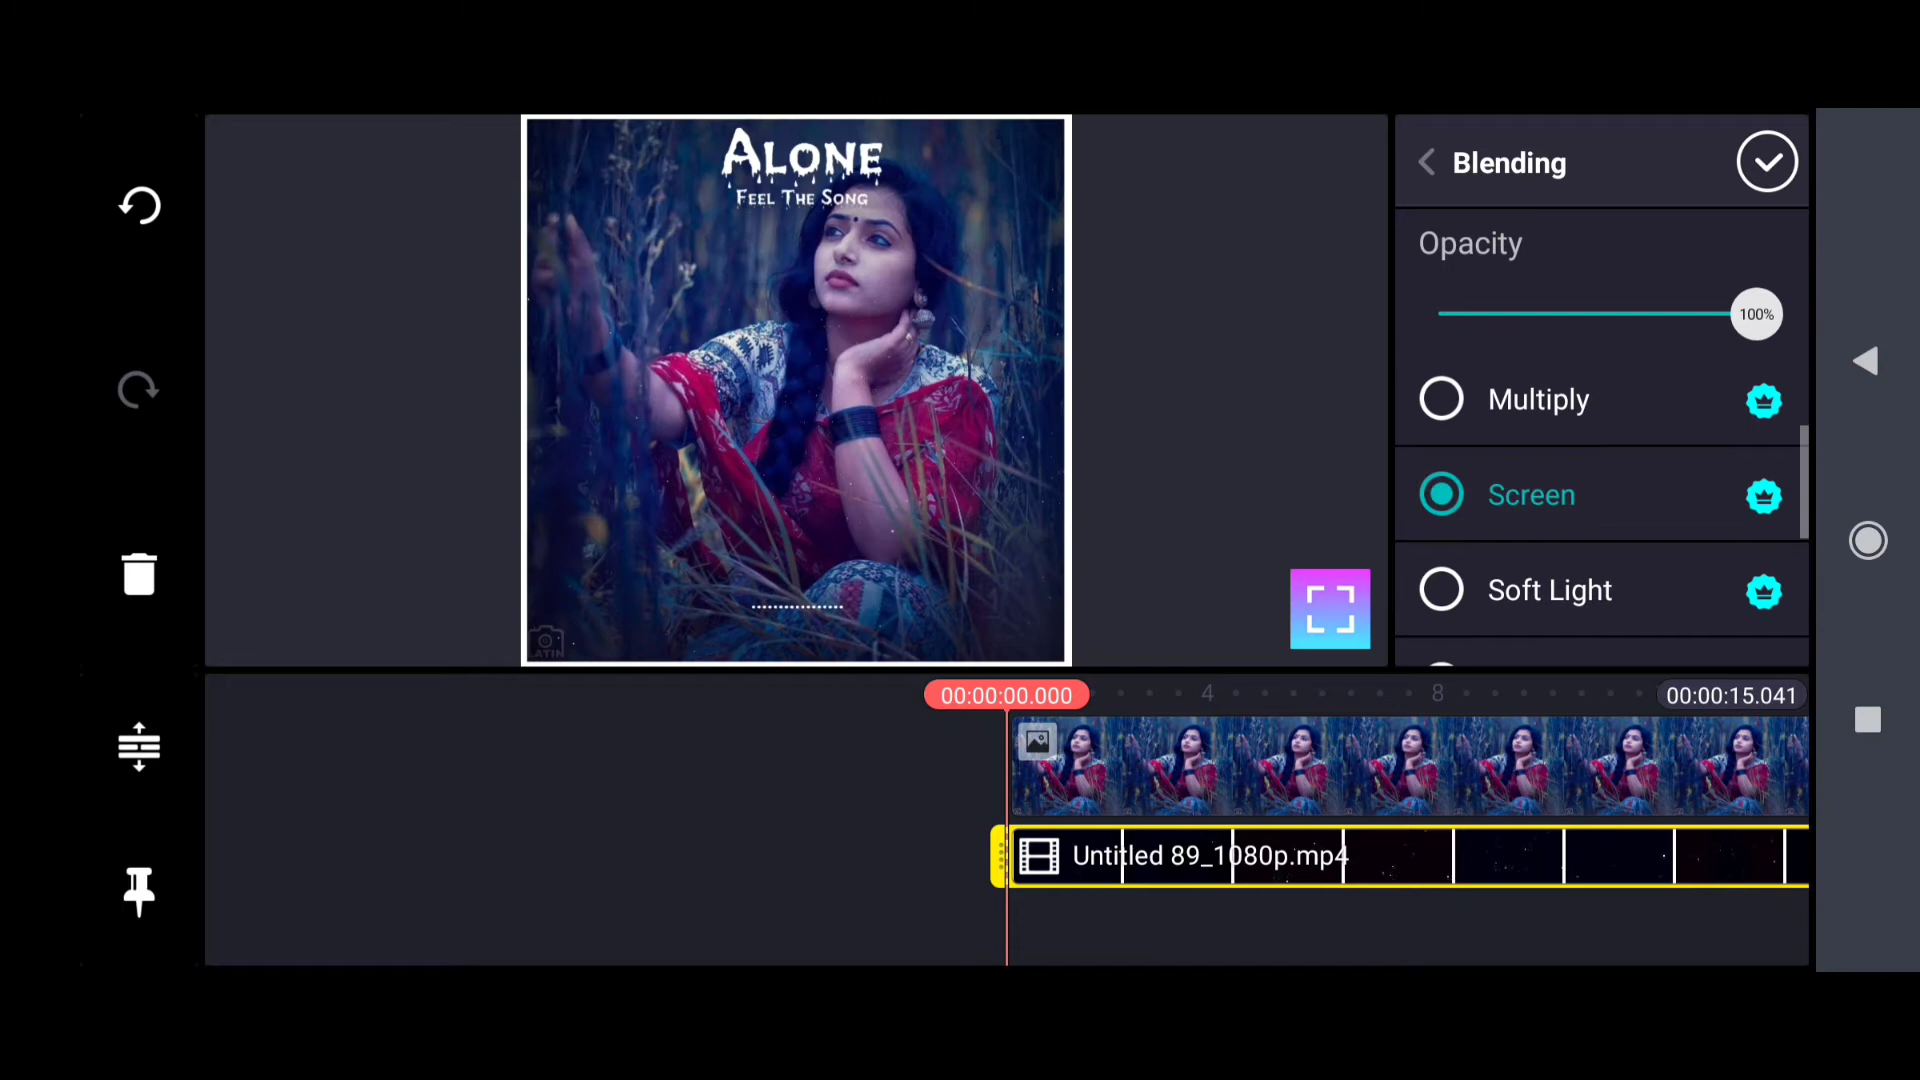 ALONE
FEEL THE SONG
ATIN
Blending
Opacity
100%
Multiply
Screen
Soft Light
00:00:00.000
4
8
00:00:15.041
Untitled 89_1080p.mp4